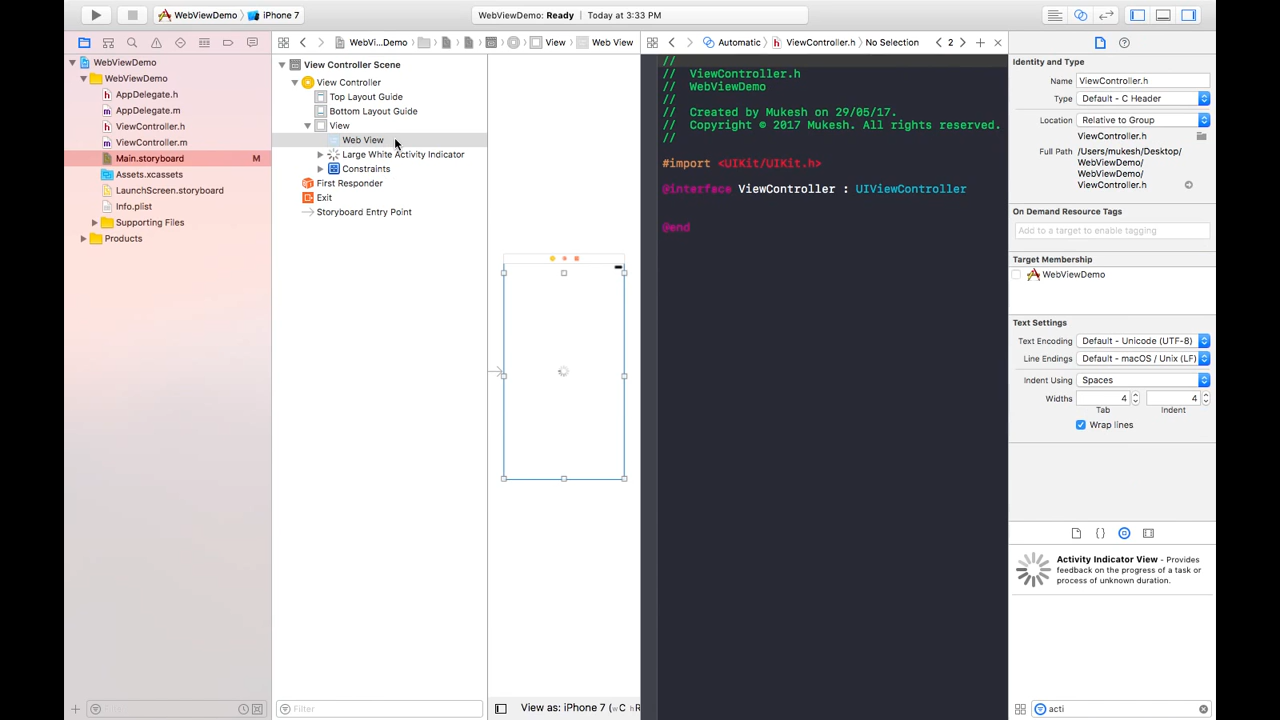 WebViewDemo
iPhone 7
WebViewDemo: Ready
Today at 3:33 PM
WebVi...Demo
View
Web View
Automatic
ViewController.h
No Selection
2
WebViewDemo
WebViewDemo
AppDelegate.h
AppDelegate.m
ViewController.h
ViewController.m
Main.storyboard M
Assets.xcassets
LaunchScreen.storyboard
Info.plist
Supporting Files
Products
View Controller Scene
View Controller
Top Layout Guide
Bottom Layout Guide
View
Web View
Large White Activity Indicator
Constraints
First Responder
Exit
Storyboard Entry Point
Filter
View as: iPhone 7 (wC hR
//
// ViewController.h
// WebViewDemo
//
// Created by Mukesh on 29/05/17.
// Copyright © 2017 Mukesh. All rights reserved.
//
#import <UIKit/UIKit.h>
@interface ViewController : UIViewController
@end
Identity and Type
Name ViewController.h
Type Default - C Header
Location Relative to Group
ViewController.h
Full Path /Users/mukesh/Desktop/
WebViewDemo/
WebViewDemo/
ViewController.h
On Demand Resource Tags
Add to a target to enable tagging
Target Membership
WebViewDemo
Text Settings
Text Encoding Default - Unicode (UTF-8)
Line Endings Default - macOS / Unix (LF)
Indent Using Spaces
Widths 4 4
Tab Indent
Wrap lines
{ }
Activity Indicator View - Provides
feedback on the progress of a task or
process of unknown duration.
acti